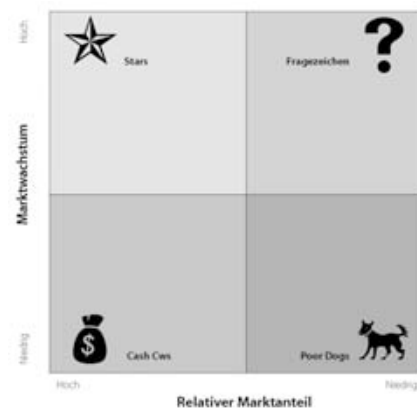 Hoch
Stars
Fragezeichen
?
Marktwachstum
$
Cash Cws
Poor Dogs
Niedrig
Hoch
Niedrig
Relativer Marktanteil